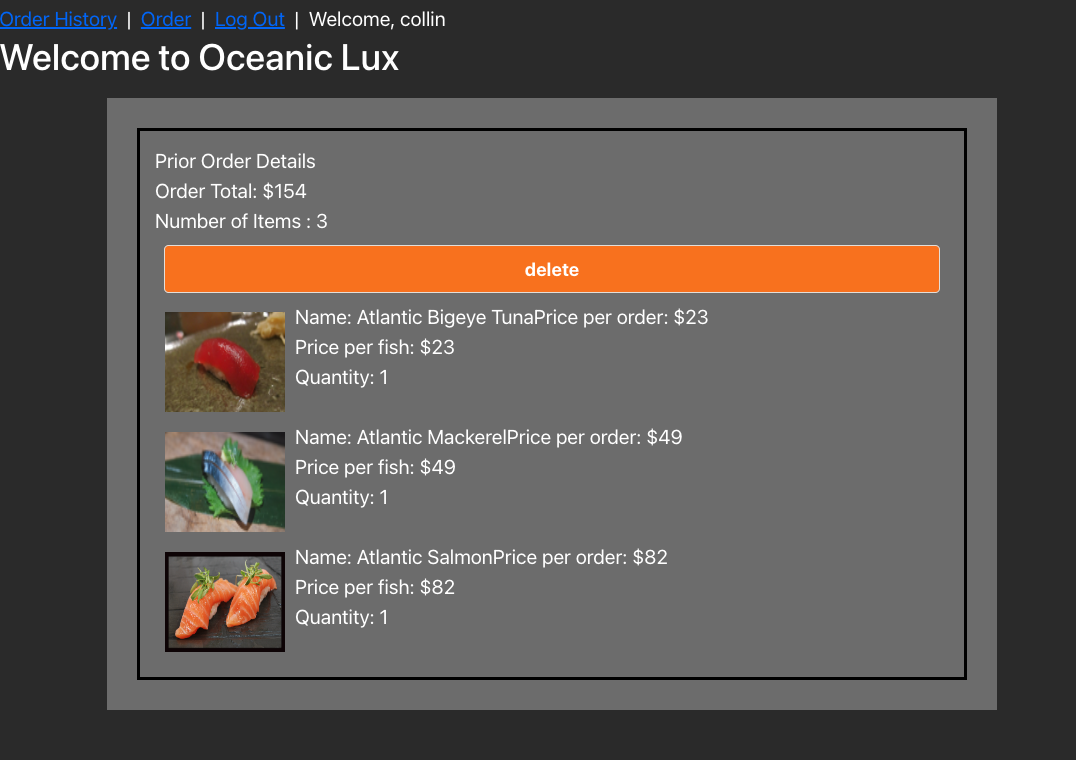 Order History | Order | Log Out | Welcome, collin
Welcome to Oceanic Lux
Prior Order Details
Order Total: $154
Number of Items : 3
delete
Name: Atlantic Bigeye TunaPrice per order: $23
Price per fish: $23
Quantity: 1
Name: Atlantic MackerelPrice per order: $49
Price per fish: $49
Quantity: 1
Name: Atlantic SalmonPrice per order: $82
Price per fish: $82
Quantity: 1